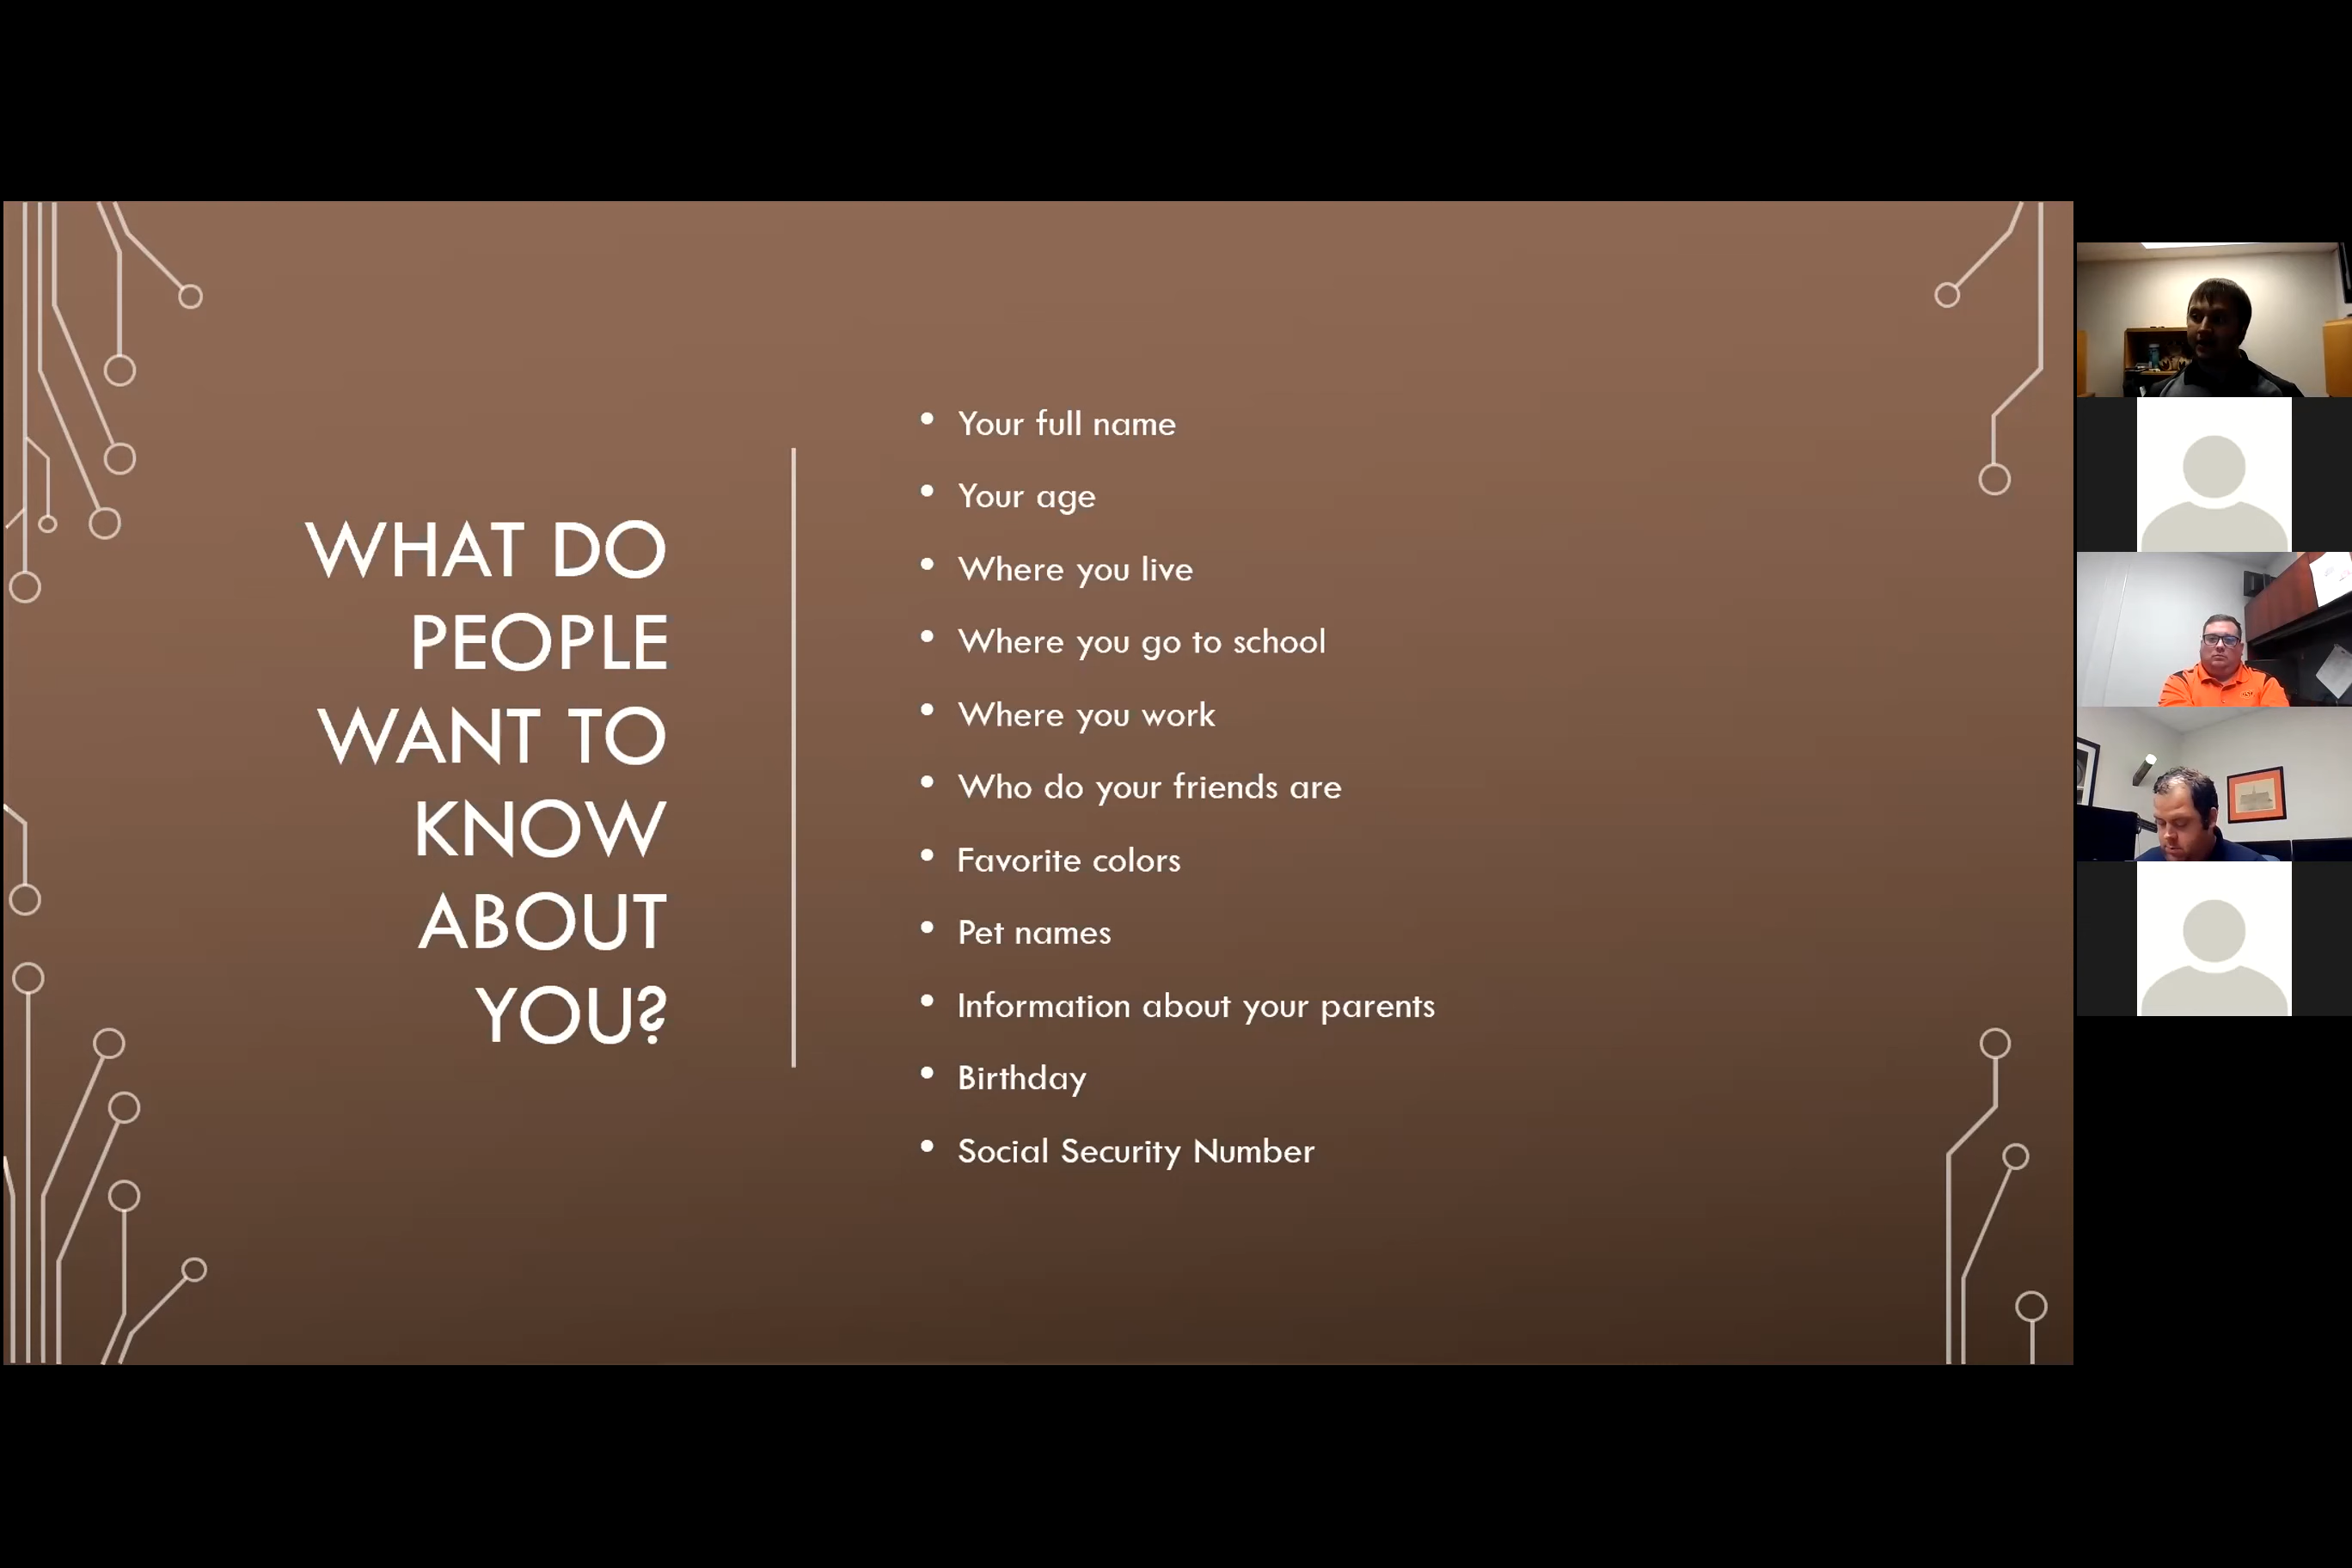 WHAT DO
PEOPLE
WANT TO
KNOW
ABOUT
YOU?
• Your full name
• Your age
• Where you live
• Where you go to school
• Where you work
• Who do your friends are
• Favorite colors
• Pet names
• Information about your parents
• Birthday
• Social Security Number